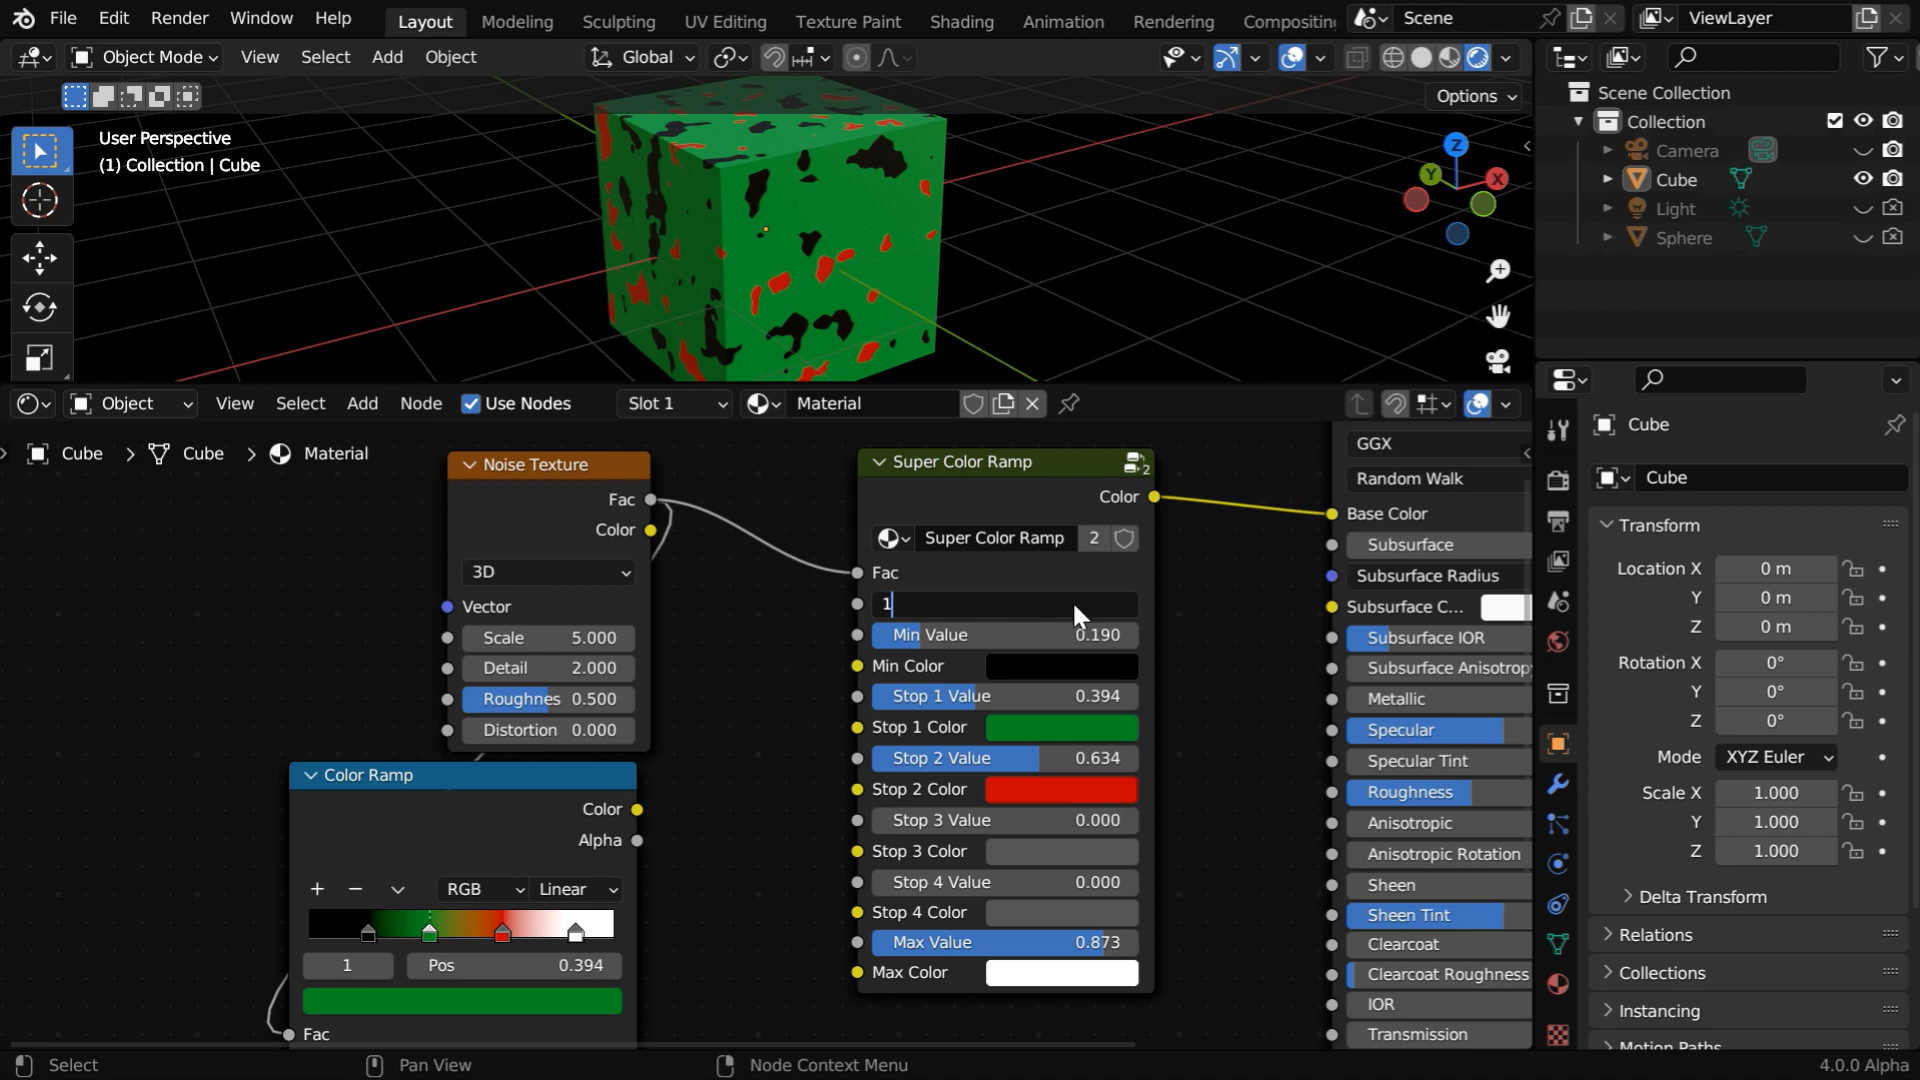 File Edit Render Window Help Layout Modeling Sculpting UV Editing Texture Paint Shading Animation Rendering Scene ViewLayer
Object Mode View Select Add Object Global
Options
User Perspective
(1) Collection | Cube
Z
Y
X
Scene Collection
Collection
Camera
Cube
Light
Sphere
Object View Select Add Node Use Nodes Slot 1 Material
Cube > Cube > Material
Noise Texture
Fac
Color
3D
Vector
Scale 5.000
Detail 2.000
Roughnes 0.500
Distortion 0.000
Color Ramp
Color
Alpha
+ − RGB Linear
1 Pos 0.394
Fac
Super Color Ramp 2
Color
Super Color Ramp 2
Fac
1
Min Value 0.190
Min Color
Stop 1 Value 0.394
Stop 1 Color
Stop 2 Value 0.634
Stop 2 Color
Stop 3 Value 0.000
Stop 3 Color
Stop 4 Value 0.000
Stop 4 Color
Max Value 0.873
Max Color
GGX
Random Walk
Base Color
Subsurface
Subsurface Radius
Subsurface C...
Subsurface IOR
Subsurface Anisotropy
Metallic
Specular
Specular Tint
Roughness
Anisotropic
Anisotropic Rotation
Sheen
Sheen Tint
Clearcoat
Clearcoat Roughness
IOR
Transmission
Cube
Cube
Transform
Location X 0 m
Y 0 m
Z 0 m
Rotation X 0°
Y 0°
Z 0°
Mode XYZ Euler
Scale X 1.000
Y 1.000
Z 1.000
Delta Transform
Relations
Collections
Instancing
Motion Paths
Select Pan View Node Context Menu 4.0.0 Alpha